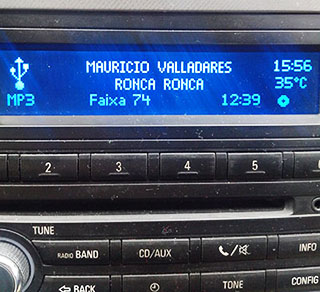 MAURICIO VALLADARES 15:56
RONCA RONCA 35°C
MP3 Faixa 74 12:39
2 3 4 5
TUNE
RADIO BAND CD/AUX INFO
BACK TONE CONFIG